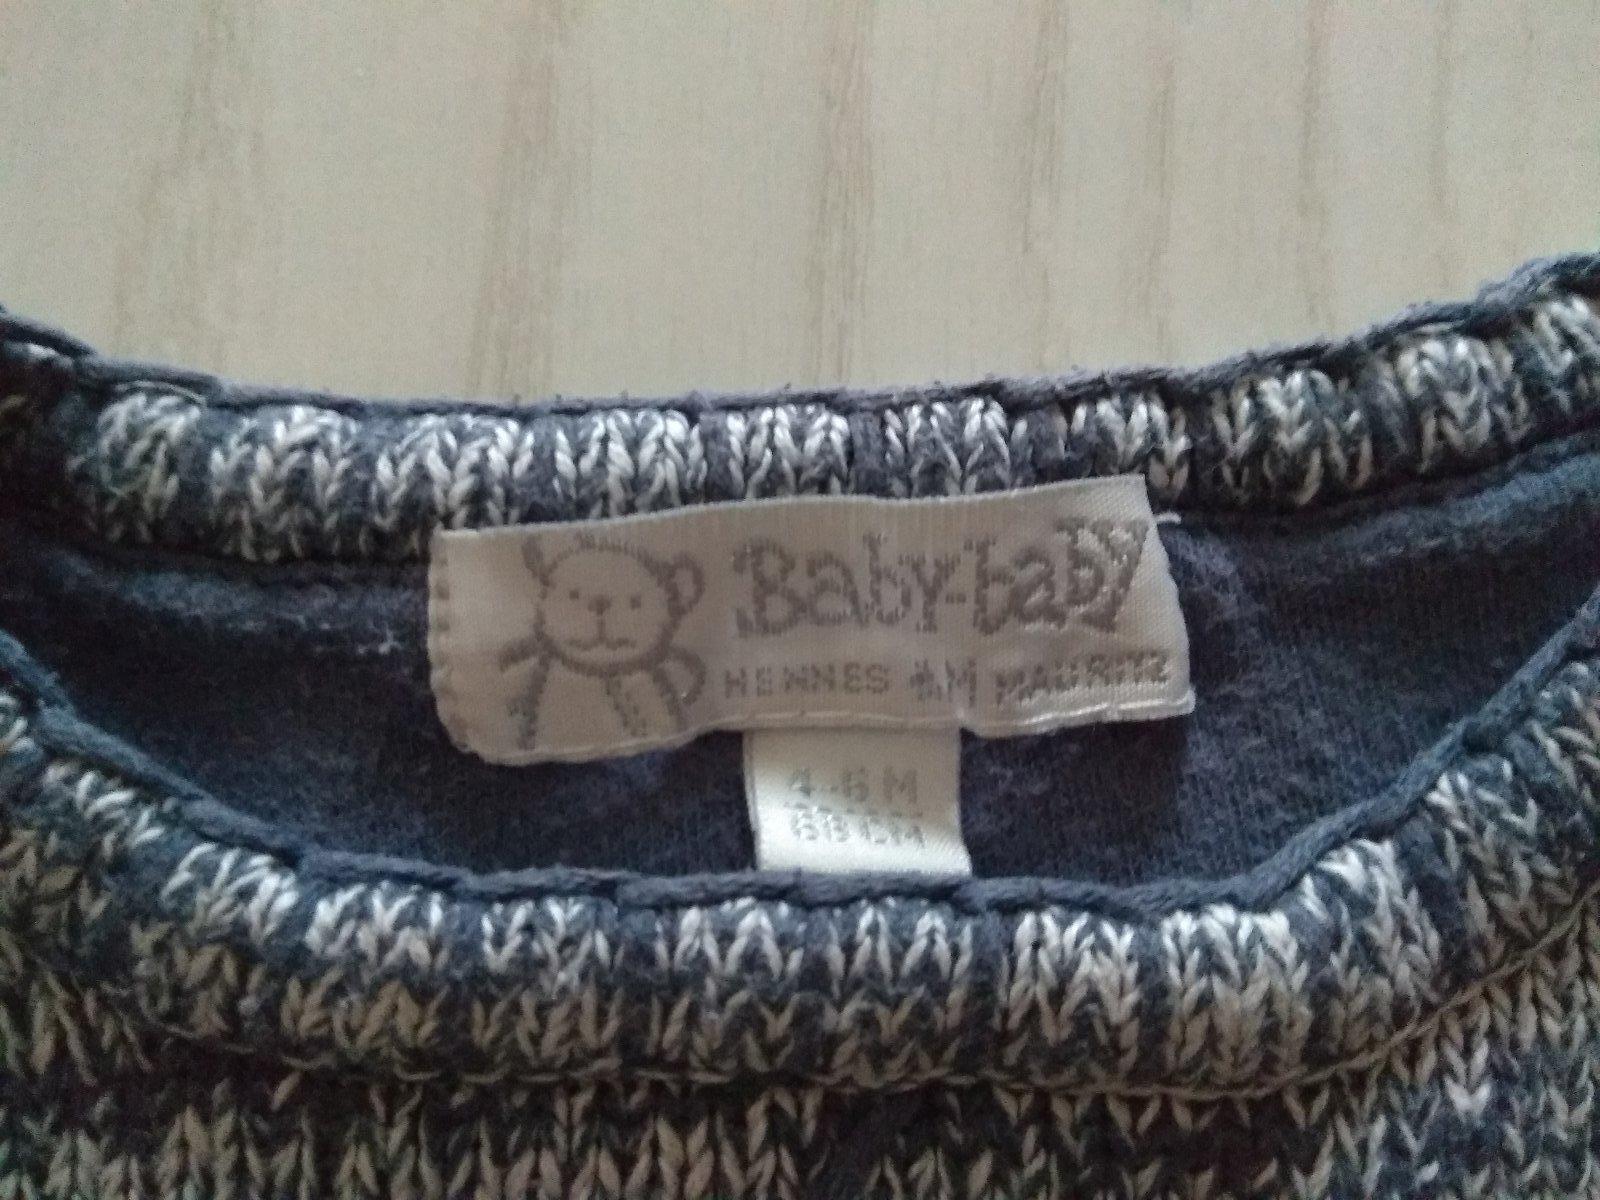 Baby-baby
HENNES & M MAURITZ
4-6 M
68 CM